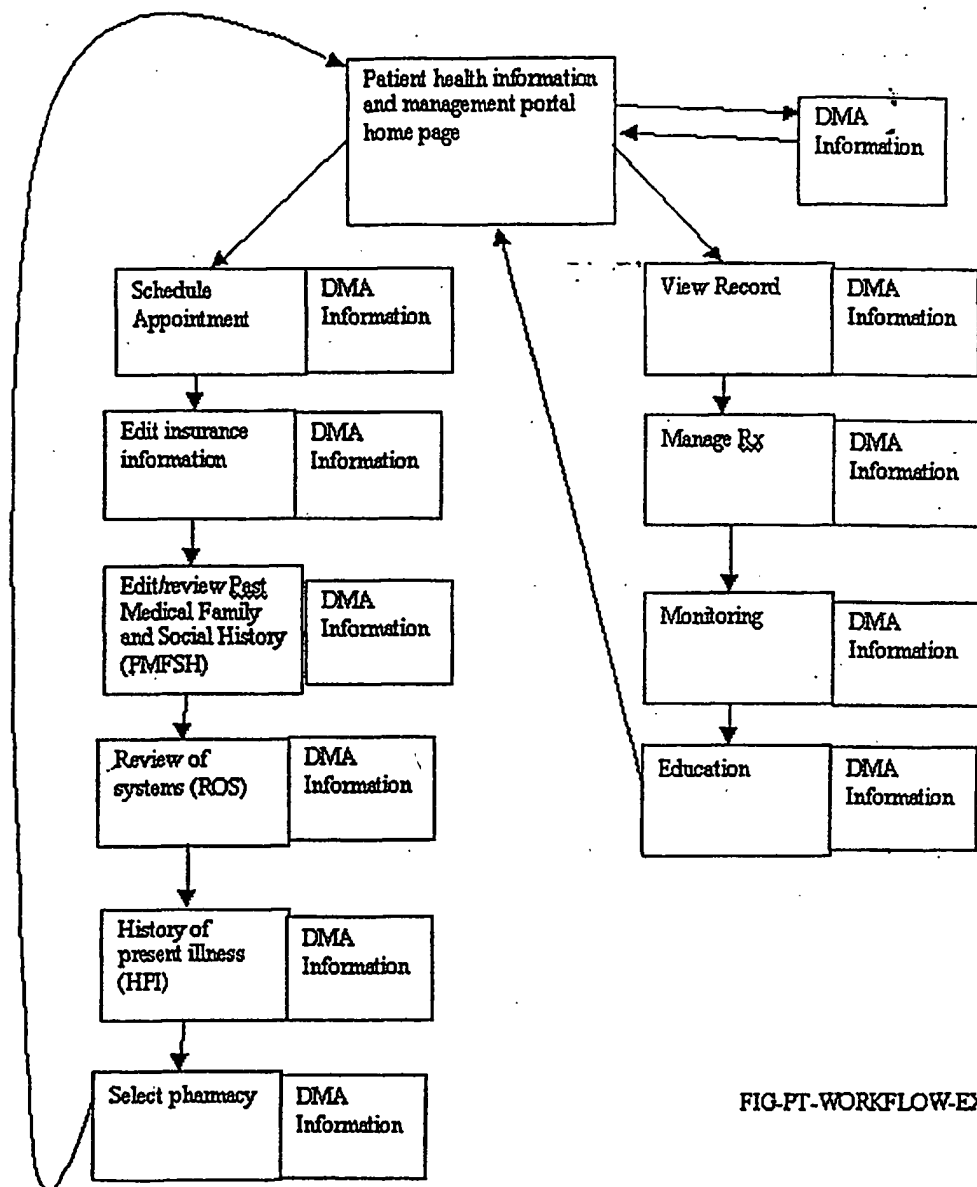 Patient health information
and management portal
home page
DMA
Information
Schedule
Appointment
DMA
Information
View Record
DMA
Information
Edit insurance
information
DMA
Information
Manage Rx
DMA
Information
Edit/review Past
Medical Family
and Social History
(PMFSH)
DMA
Information
Monitoring
DMA
Information
Review of
systems (ROS)
DMA
Information
Education
DMA
Information
History of
present illness
(HPI)
DMA
Information
Select pharmacy
DMA
Information
FIG-PT-WORKFLOW-EX